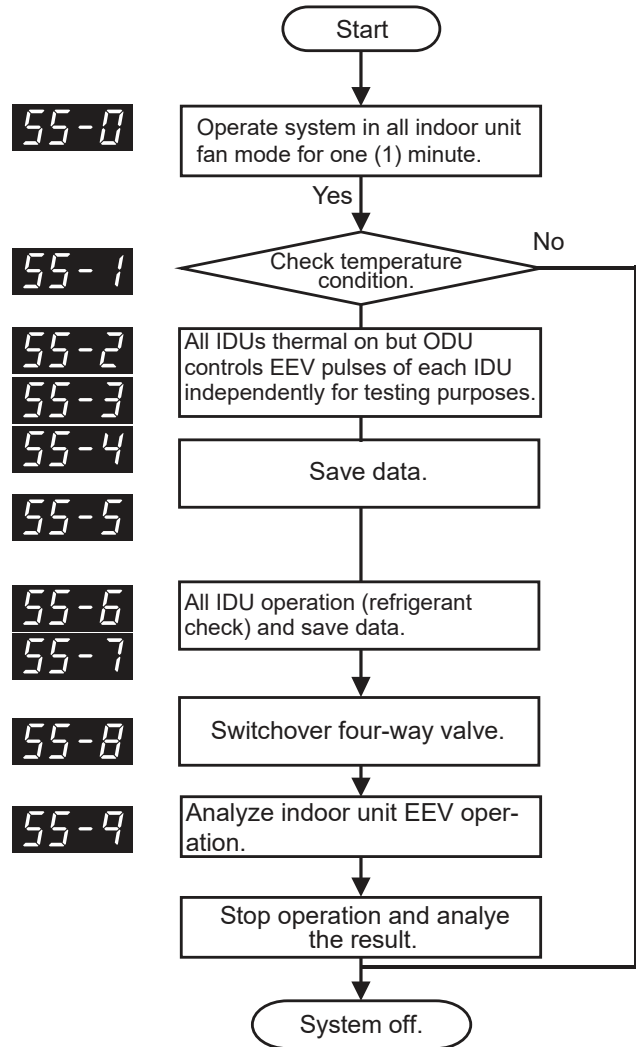 Start
55-0
Operate system in all indoor unit
fan mode for one (1) minute.
Yes
No
55-1
Check temperature
condition.
55-2
55-3
All IDUs thermal on but ODU
controls EEV pulses of each IDU
independently for testing purposes.
55-4
Save data.
55-5
55-6
55-7
All IDU operation (refrigerant
check) and save data.
55-8
Switchover four-way valve.
55-9
Analyze indoor unit EEV oper-
ation.
Stop operation and analye
the result.
System off.